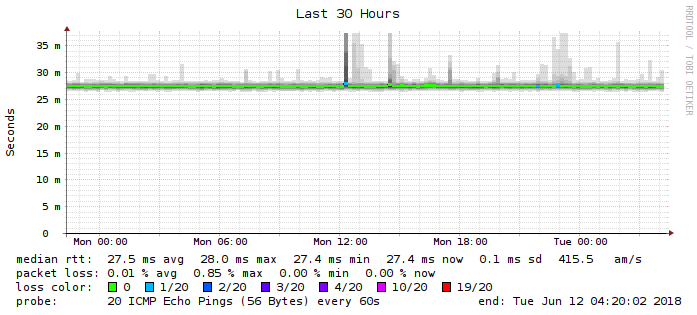 Last 30 Hours
RRDTOOL / TOBI OETIKER
Seconds
35 m
30 m
25 m
20 m
15 m
10 m
5 m
0
Mon 00:00 Mon 06:00 Mon 12:00 Mon 18:00 Tue 00:00
median rtt: 27.5 ms avg 28.0 ms max 27.4 ms min 27.4 ms now 0.1 ms sd 415.5 am/s
packet loss: 0.01 % avg 0.85 % max 0.00 % min 0.00 % now
loss color: 0 1/20 2/20 3/20 4/20 10/20 19/20
probe: 20 ICMP Echo Pings (56 Bytes) every 60s end: Tue Jun 12 04:20:02 2018